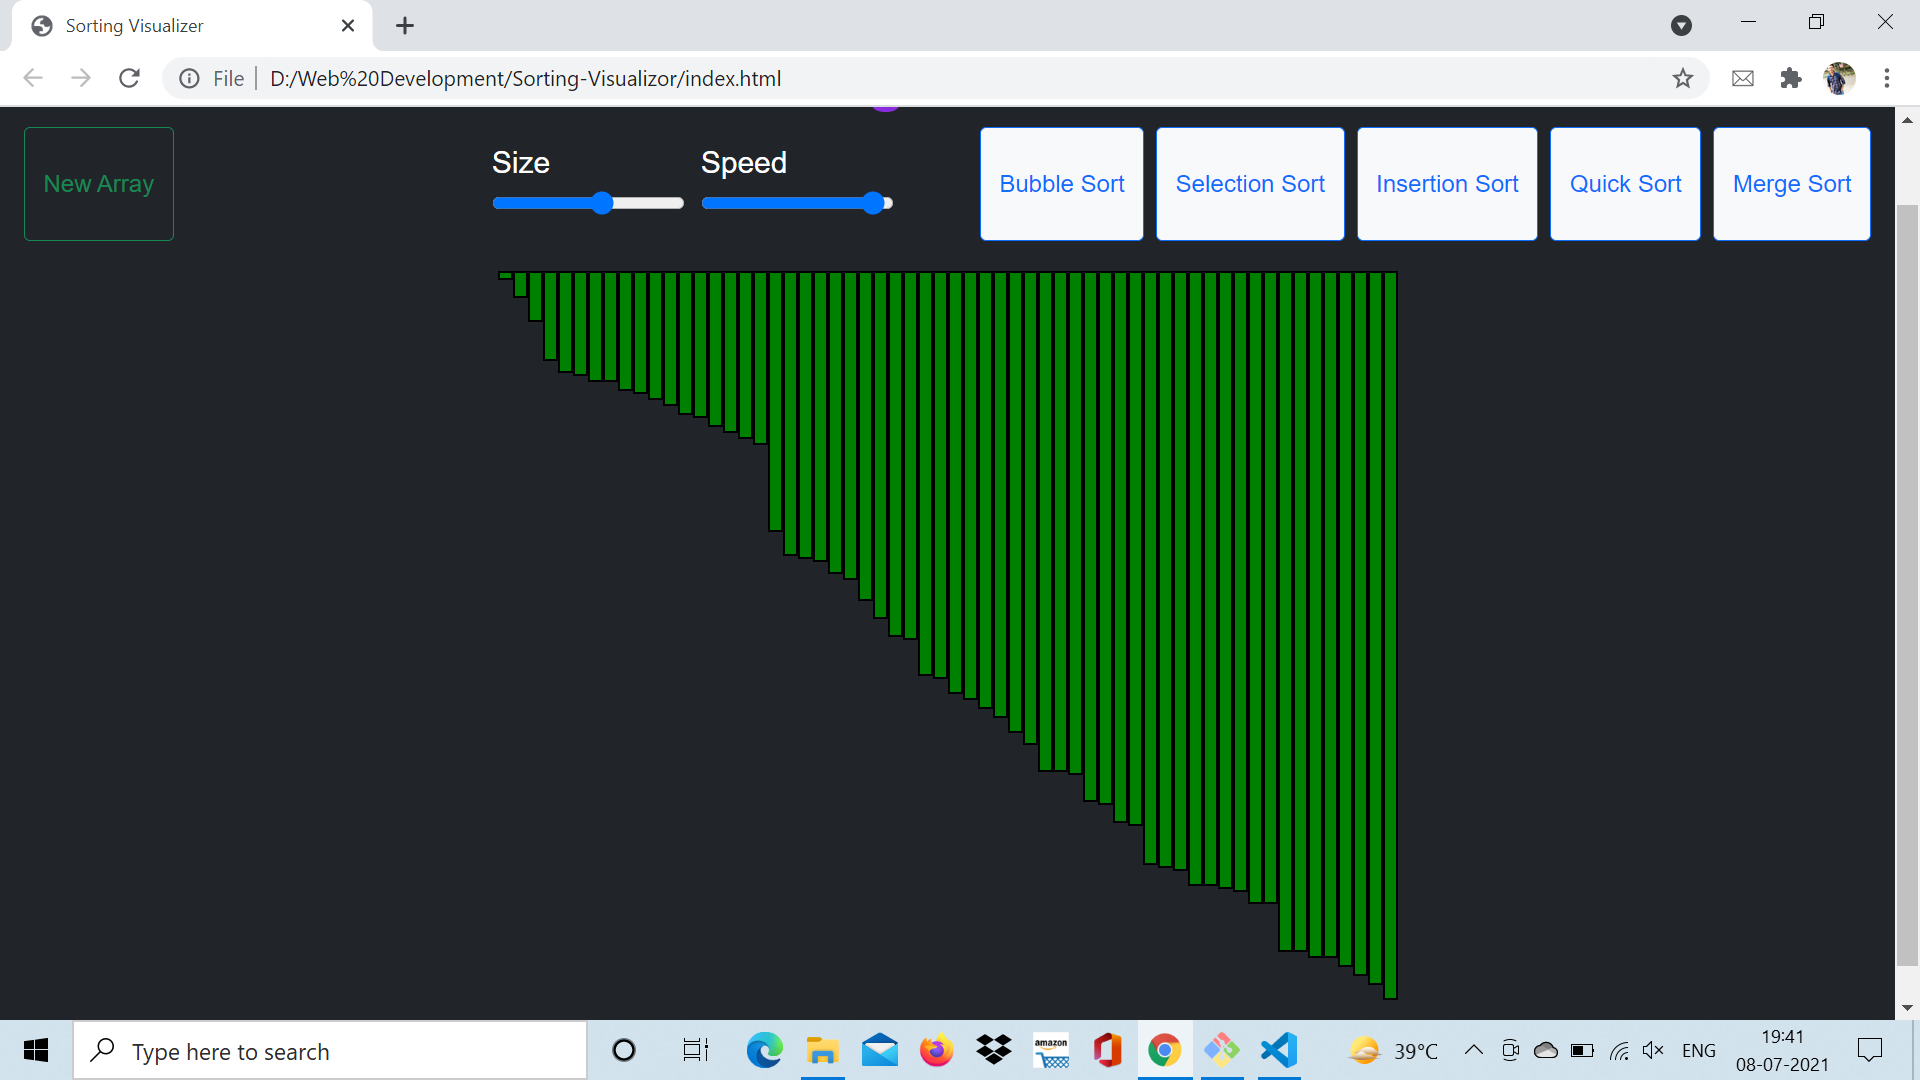 Sorting Visualizer
File D:/Web%20Development/Sorting-Visualizor/index.html
New Array
Size Speed
Bubble Sort Selection Sort Insertion Sort Quick Sort Merge Sort
Type here to search
amazon
39°C
ENG
19:41
08-07-2021